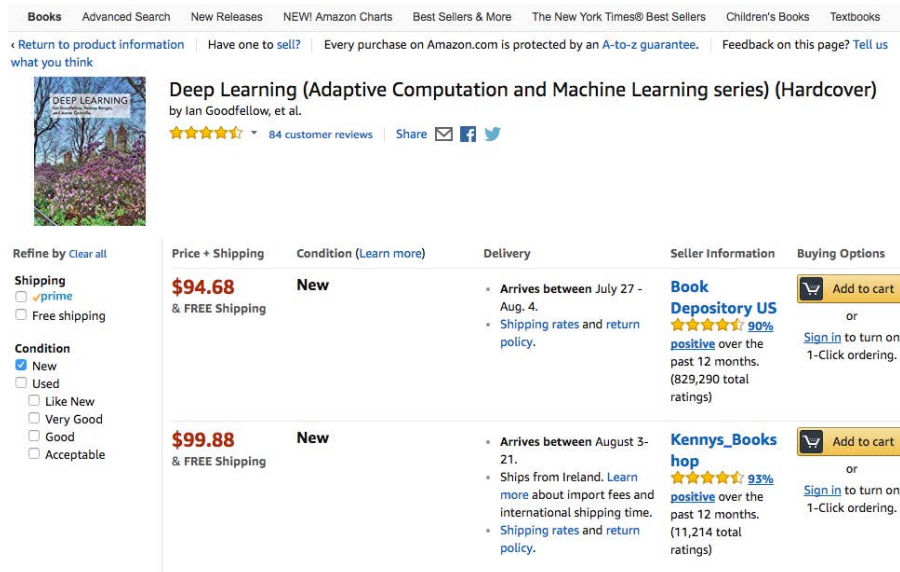 Books Advanced Search New Releases NEW! Amazon Charts Best Sellers & More The New York Times® Best Sellers Children's Books Textbooks
‹ Return to product information Have one to sell? Every purchase on Amazon.com is protected by an A-to-z guarantee. Feedback on this page? Tell us
what you think
DEEP LEARNING
Deep Learning (Adaptive Computation and Machine Learning series) (Hardcover)
by Ian Goodfellow, et al.
84 customer reviews Share
Refine by Clear all
Shipping
prime
Free shipping
Condition
New
Used
Like New
Very Good
Good
Acceptable
Price + Shipping Condition (Learn more) Delivery Seller Information Buying Options
$94.68
& FREE Shipping
New
Arrives between July 27 -
Aug. 4.
Shipping rates and return
policy.
Book
Depository US
90%
positive over the
past 12 months.
(829,290 total
ratings)
Add to cart
or
Sign in to turn on
1-Click ordering.
$99.88
& FREE Shipping
New
Arrives between August 3-
21.
Ships from Ireland. Learn
more about import fees and
international shipping time.
Shipping rates and return
policy.
Kennys_Books
hop
93%
positive over the
past 12 months.
(11,214 total
ratings)
Add to cart
or
Sign in to turn on
1-Click ordering.